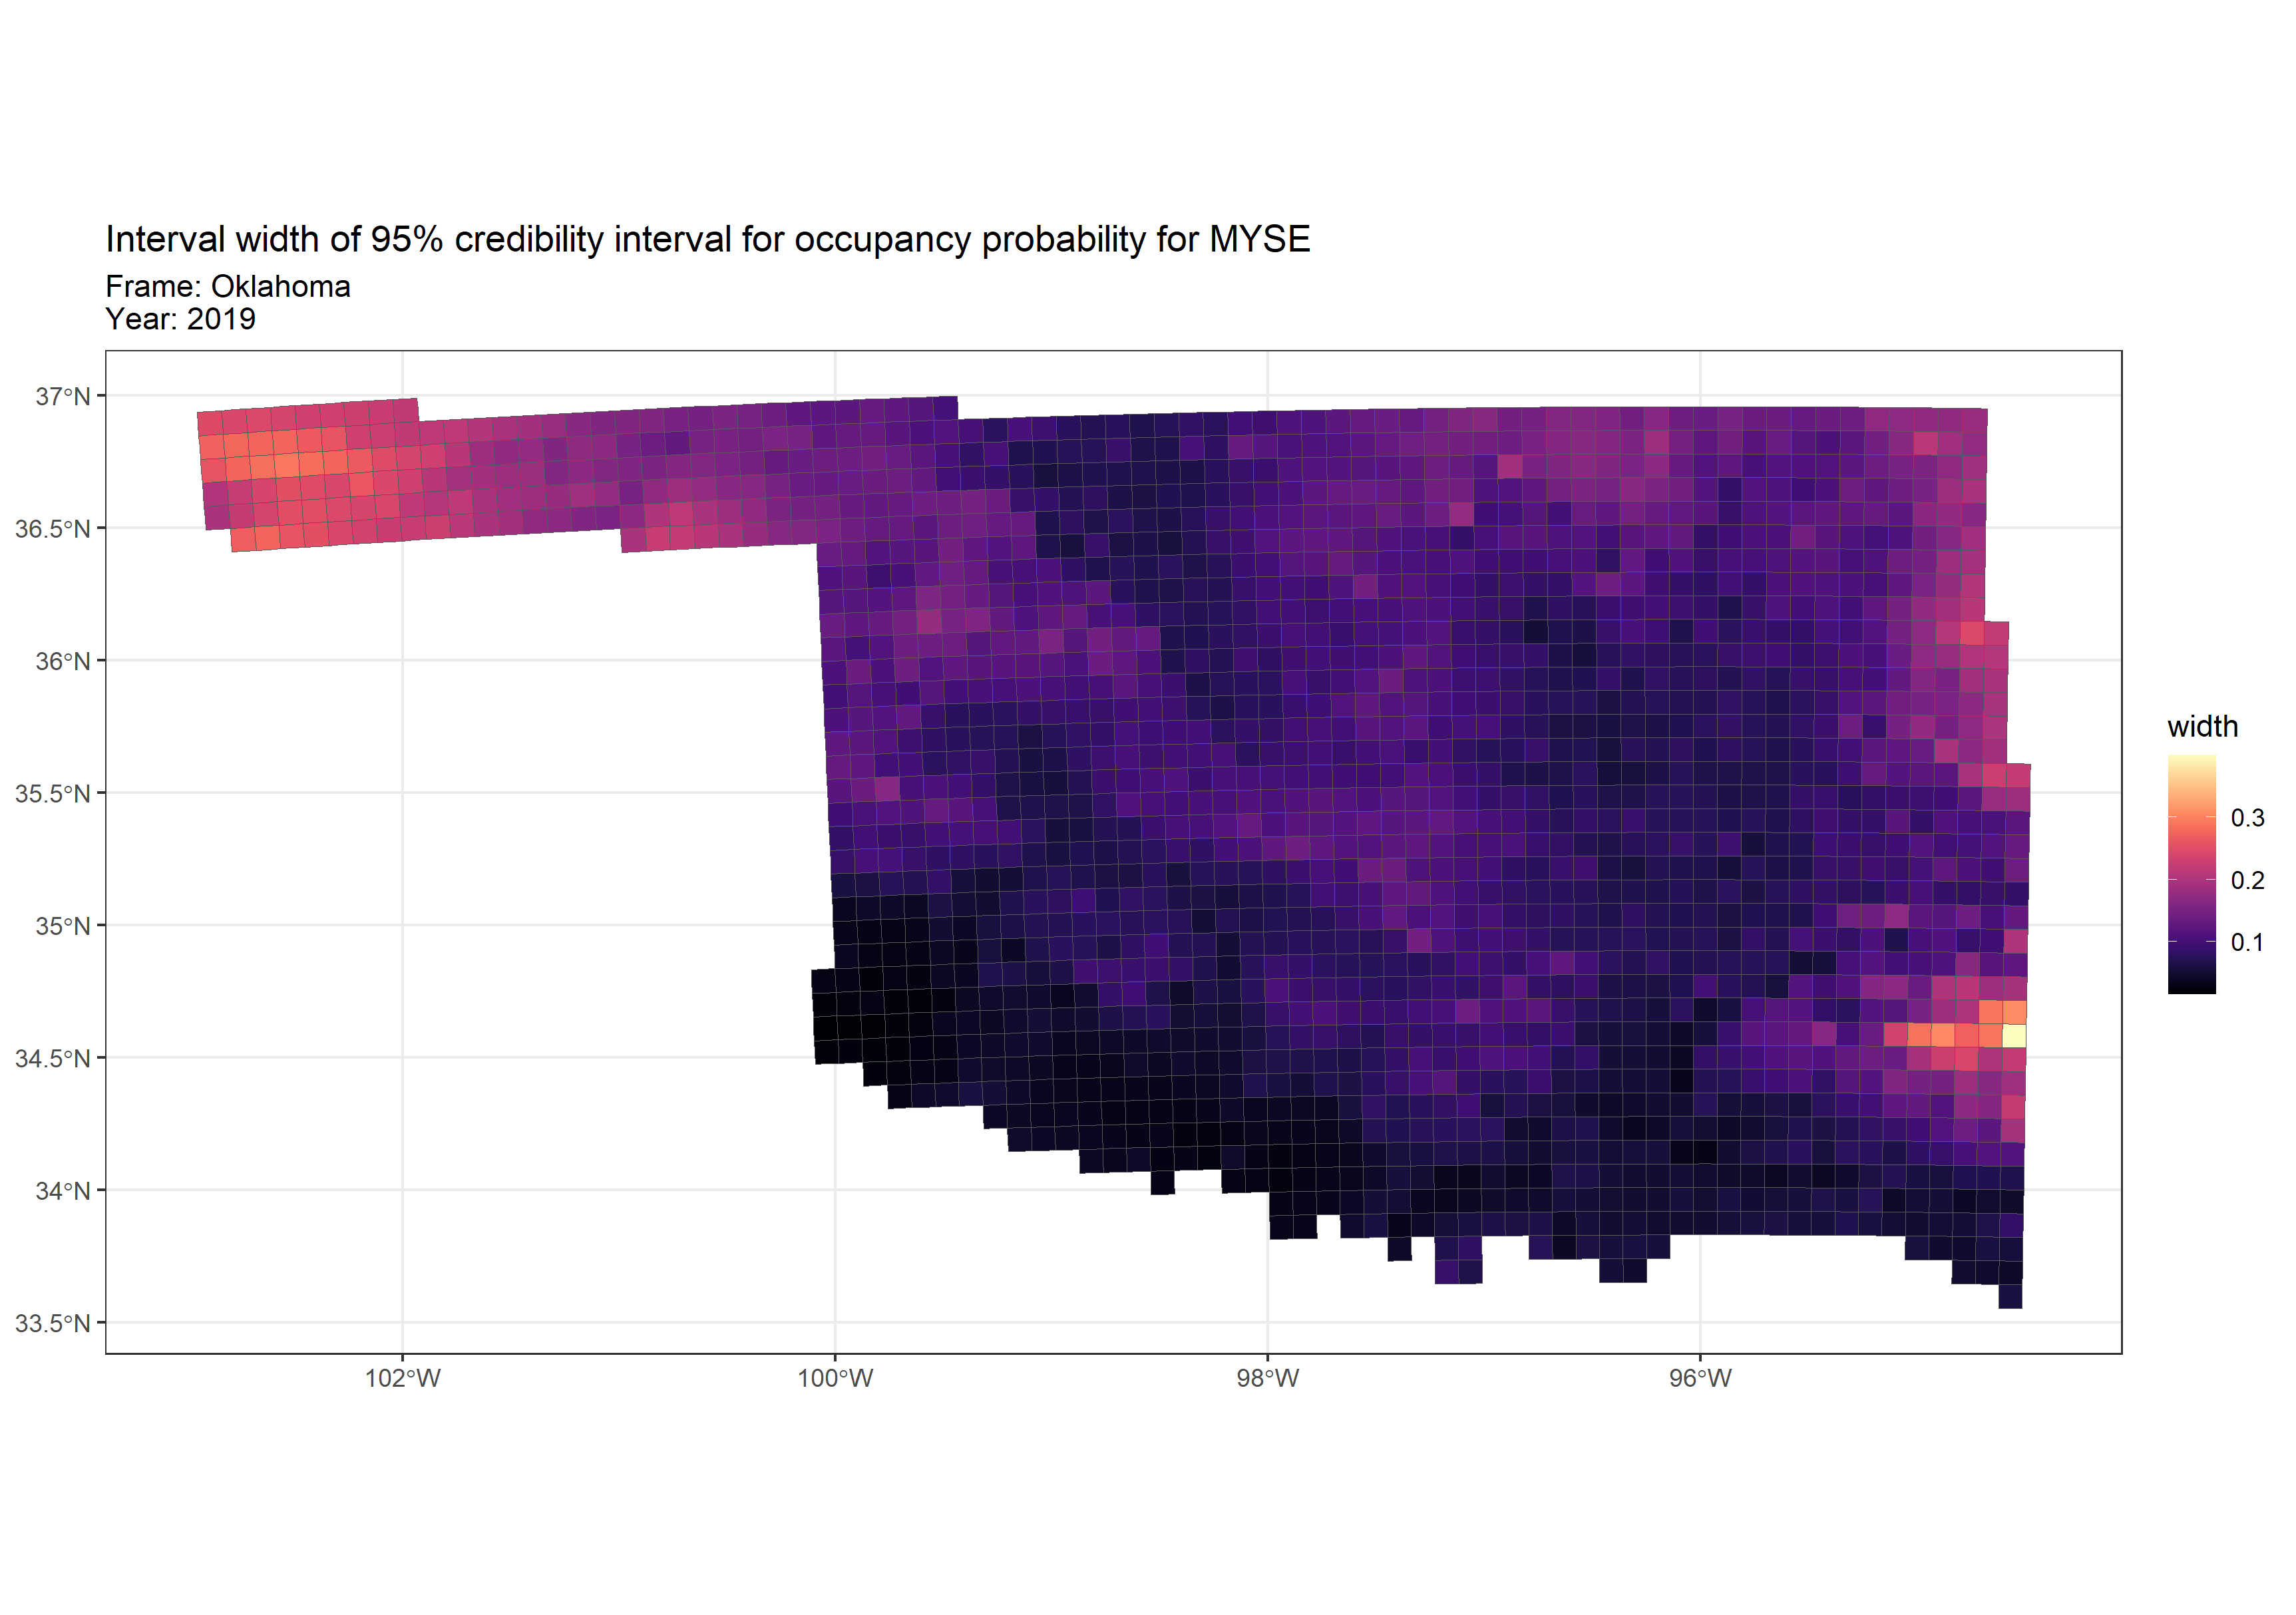 Interval width of 95% credibility interval for occupancy probability for MYSE
Frame: Oklahoma
Year: 2019
37°N
36.5°N
36°N
35.5°N
35°N
34.5°N
34°N
33.5°N
102°W
100°W
98°W
96°W
width
0.3
0.2
0.1